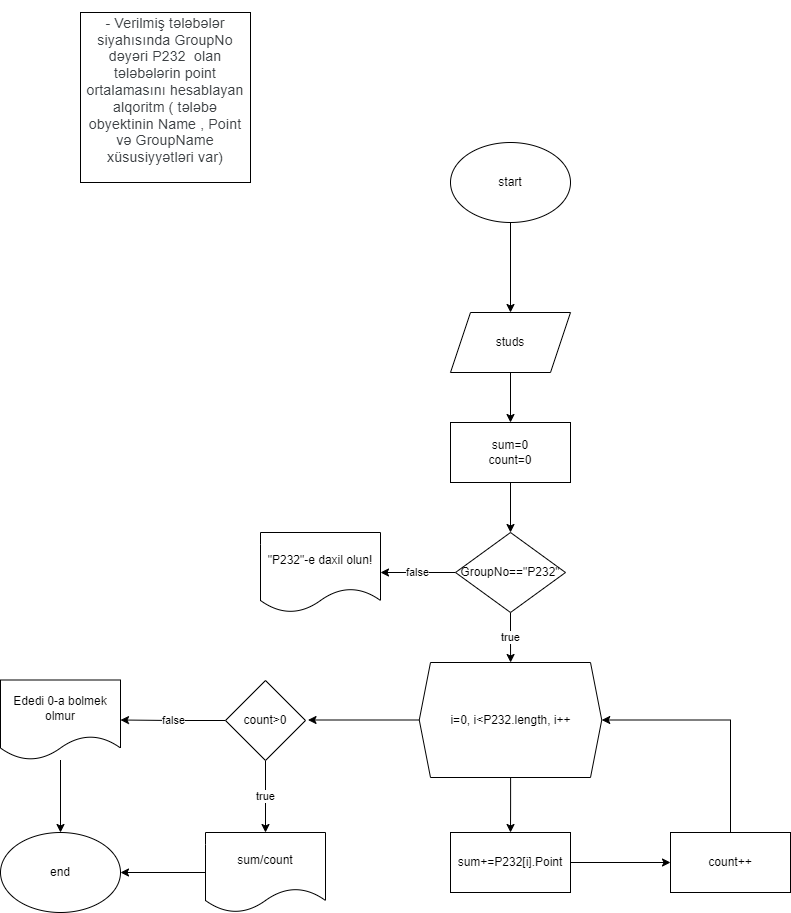 - Verilmiş tələbələr
siyahısında GroupNo
dəyəri P232 olan
tələbələrin point
ortalamasını hesablayan
alqoritm ( tələbə
obyektinin Name , Point
və GroupName
xüsusiyyətləri var)
start
studs
sum=0
count=0
GroupNo=="P232"
false
"P232"-e daxil olun!
true
i=0, i<P232.length, i++
count>0
false
Ededi 0-a bolmek
olmur
true
sum/count
end
sum+=P232[i].Point
count++